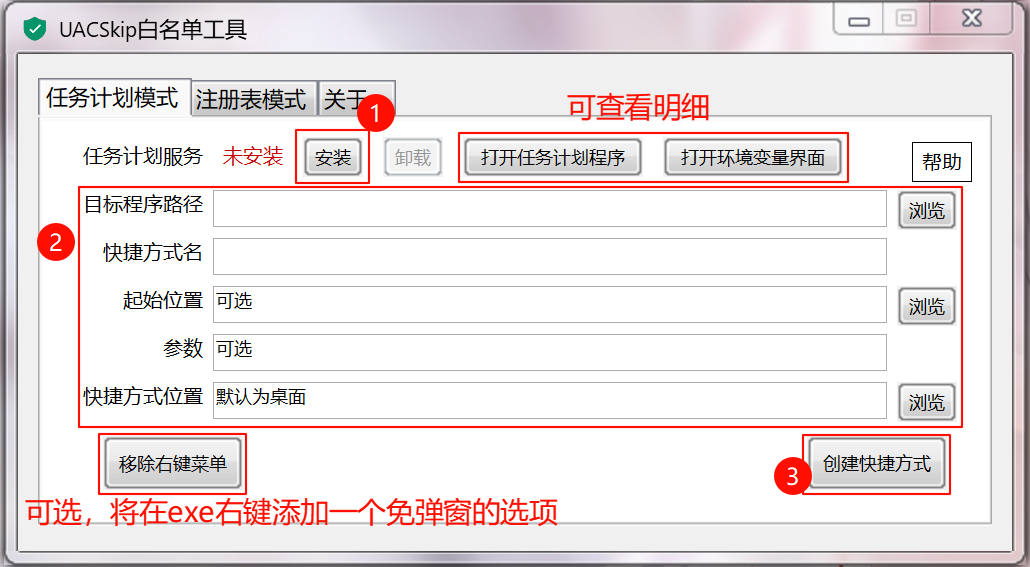 UACSkip白名单工具
任务计划模式 注册表模式 关于
1
可查看明细
任务计划服务 未安装 安装 卸载 打开任务计划程序 打开环境变量界面 帮助
目标程序路径 浏览
2
快捷方式名
起始位置 可选 浏览
参数 可选
快捷方式位置 默认为桌面 浏览
移除右键菜单 3 创建快捷方式
可选，将在exe右键添加一个免弹窗的选项